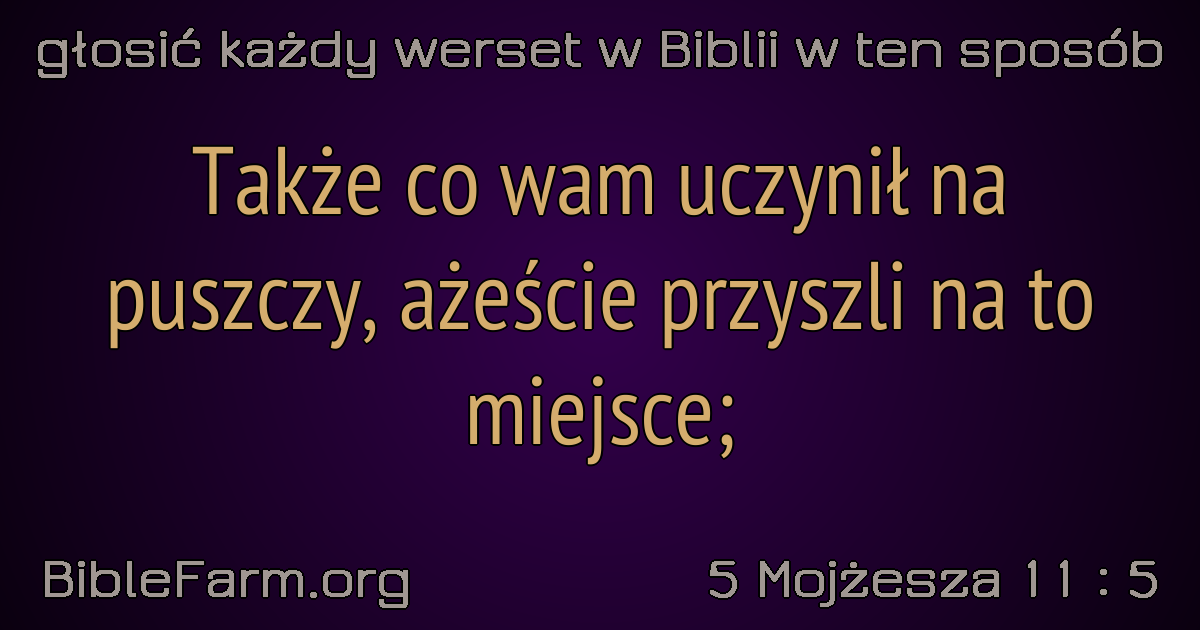 głosić każdy werset w Biblii w ten sposób
Także co wam uczynił na
puszczy, ażeście przyszli na to
miejsce;
BibleFarm.org
5 Mojżesza 11 : 5